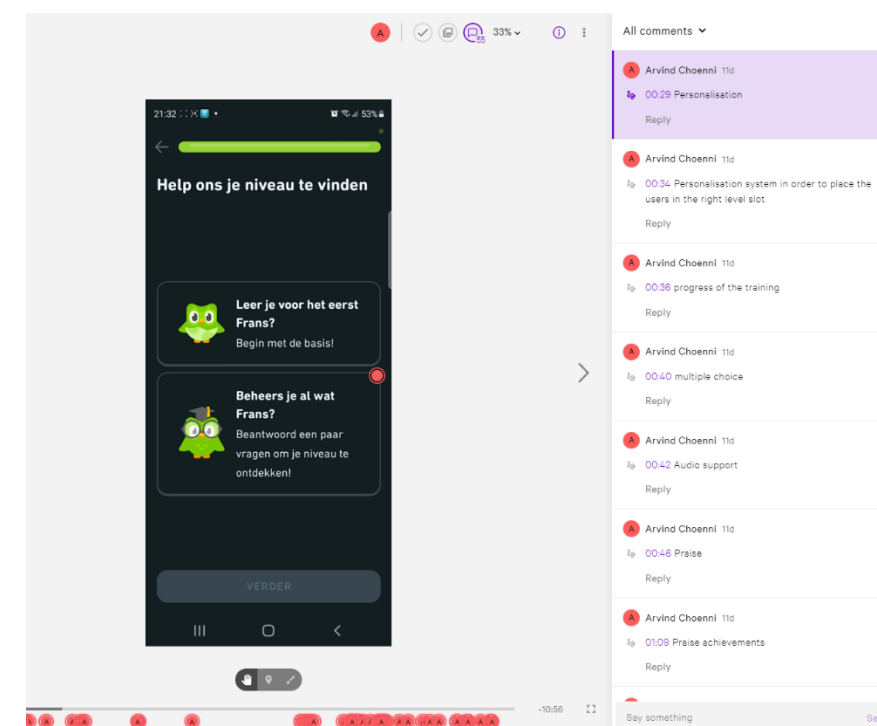 A
55
33%
All comments
A Arvind Choenni 11d
00:29 Personalisation
Reply
A Arvind Choenni 11d
00:34 Personalisation system in order to place the
users in the right level slot
Reply
A Arvind Choenni 11d
00:36 progress of the training
Reply
A Arvind Choenni 11d
00:40 multiple choice
Reply
A Arvind Choenni 11d
00:42 Audio support
Reply
A Arvind Choenni 11d
00:46 Praise
Reply
A Arvind Choenni 11d
01:09 Praise achievements
Reply
Say something
Se
21:32
53%
Help ons je niveau te vinden
Leer je voor het eerst
Frans?
Begin met de basis!
Beheers je al wat
Frans?
Beantwoord een paar
vragen om je niveau te
ontdekken!
VERDER
-10:56